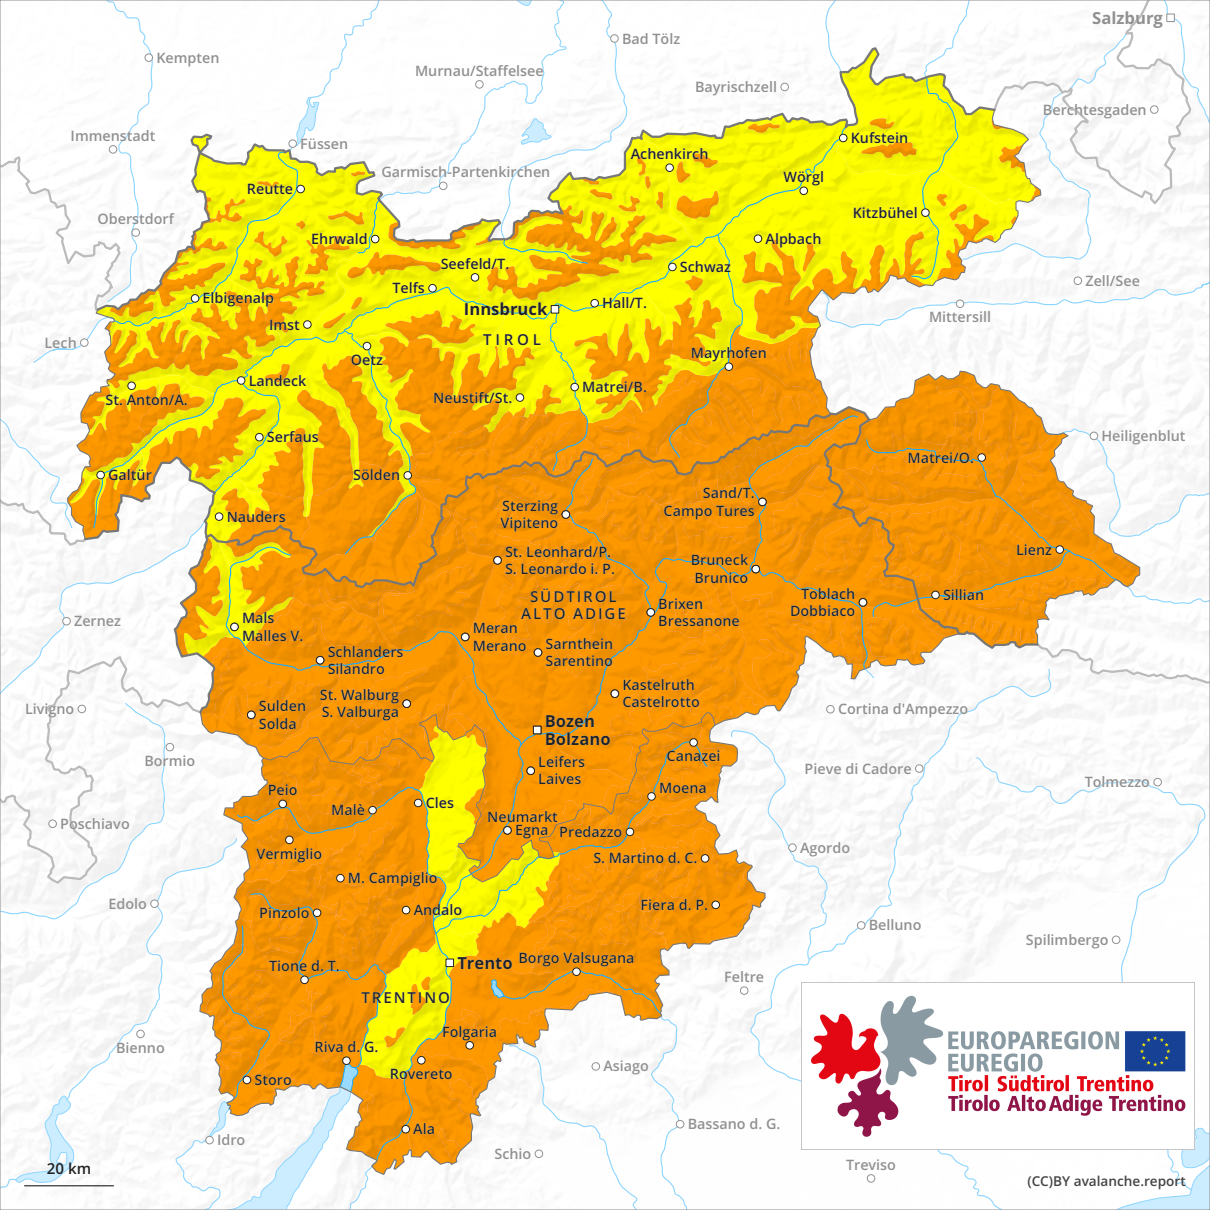 Salzburg
Bad Tölz
Kempten
Murnau/Staffelsee
Bayrischzell
Berchtesgaden
Immenstadt
Füssen
Kufstein
Achenkirch
Garmisch-Partenkirchen
Wörgl
Reutte
Oberstdorf
Kitzbühel
Ehrwald
Alpbach
Seefeld/T.
Schwaz
Zell/See
Telfs
Elbigenalp
Innsbruck
Hall/T.
Mittersill
Imst
TIROL
Lech
Oetz
Mayrhofen
Landeck
Matrei/B.
St. Anton/A.
Neustift/St.
Serfaus
Heiligenblut
Matrei/O.
Galtür
Sölden
Sand/T.
Campo Tures
Sterzing
Vipiteno
Nauders
Lienz
St. Leonhard/P.
S. Leonardo i. P.
Bruneck
Brunico
SÜDTIROL
ALTO ADIGE
Toblach
Dobbiaco
Sillian
Brixen
Bressanone
Zernez
Mals
Malles V.
Meran
Merano
Sarnthein
Sarentino
Schlanders
Silandro
Kastelruth
Castelrotto
St. Walburg
S. Valburga
Sulden
Solda
Livigno
Cortina d'Ampezzo
Bozen
Bolzano
Bormio
Canazei
Leifers
Laives
Pieve di Cadore
Tolmezzo
Peio
Moena
Malè
Cles
Neumarkt
Egna
Predazzo
Poschiavo
Vermiglio
Agordo
S. Martino d. C.
M. Campiglio
Edolo
Pinzolo
Andalo
Fiera d. P.
Belluno
Spilimbergo
Trento
Borgo Valsugana
Tione d. T.
Feltre
TRENTINO
Folgaria
Bienno
Riva d. G.
Rovereto
Asiago
Storo
EUROPAREGION
EUREGIO
Tirol Südtirol Trentino
Tirolo Alto Adige Trentino
Ala
Bassano d. G.
Idro
Schio
Treviso
20 km
(CC)BY avalanche.report